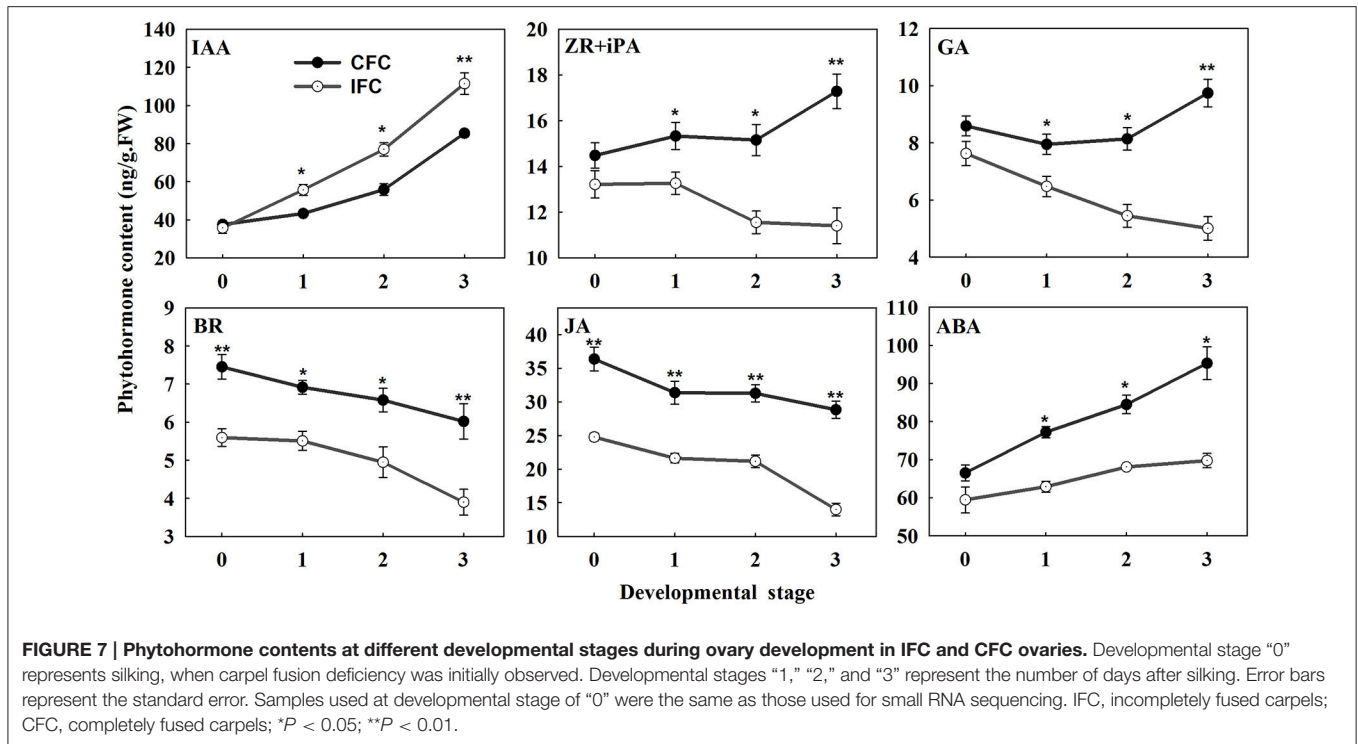 Phytohormone content (ng/g.FW)
IAA
CFC
IFC
*
*
**
140
120
100
80
60
40
20
0 1 2 3
ZR+iPA
*
*
**
20
18
16
14
12
10
0 1 2 3
GA
*
*
**
12
10
8
6
4
0 1 2 3
BR
**
*
*
**
9
8
7
6
5
4
3
0 1 2 3
JA
**
**
**
**
40
35
30
25
20
15
10
0 1 2 3
ABA
*
*
*
110
100
90
80
70
60
50
0 1 2 3
Developmental stage
FIGURE 7 | Phytohormone contents at different developmental stages during ovary development in IFC and CFC ovaries. Developmental stage “0”
represents silking, when carpel fusion deficiency was initially observed. Developmental stages “1,” “2,” and “3” represent the number of days after silking. Error bars
represent the standard error. Samples used at developmental stage of “0” were the same as those used for small RNA sequencing. IFC, incompletely fused carpels;
CFC, completely fused carpels; *P < 0.05; **P < 0.01.